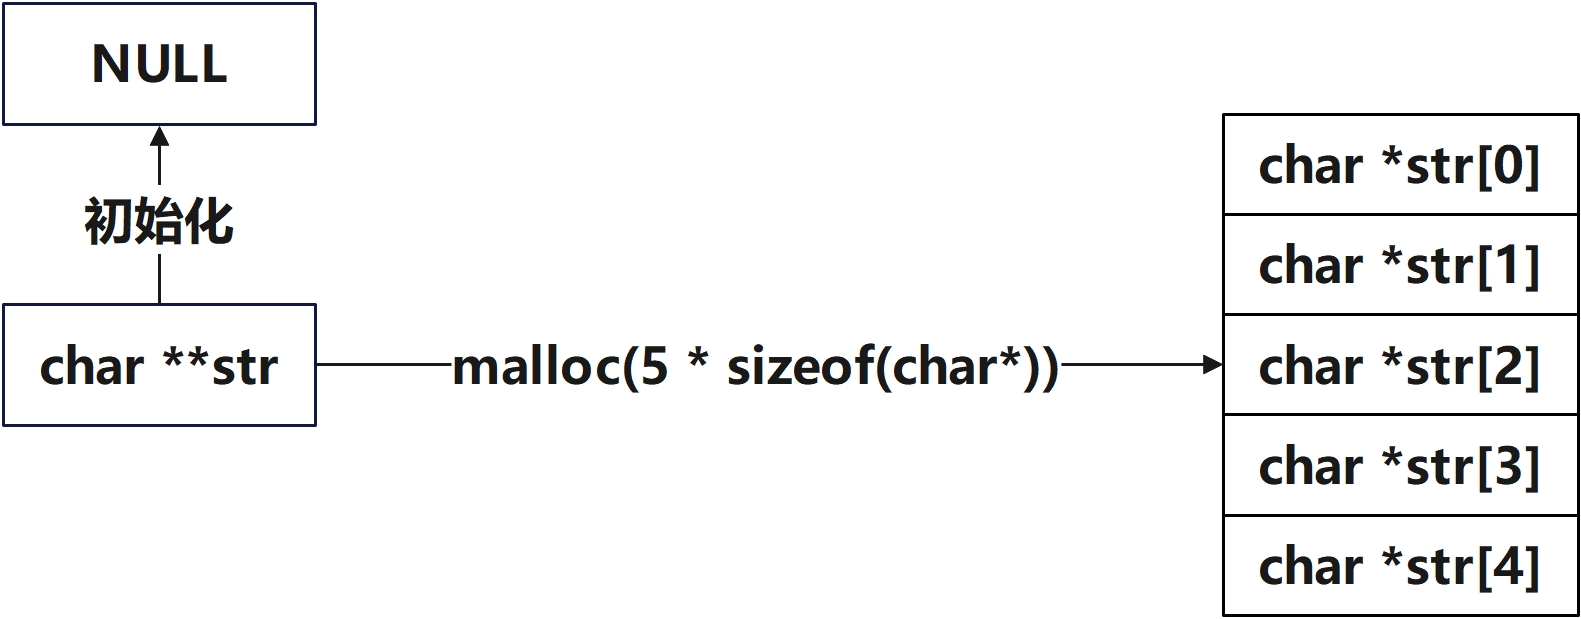 NULL
初始化
char **str
malloc(5 * sizeof(char*))
char *str[0]
char *str[1]
char *str[2]
char *str[3]
char *str[4]